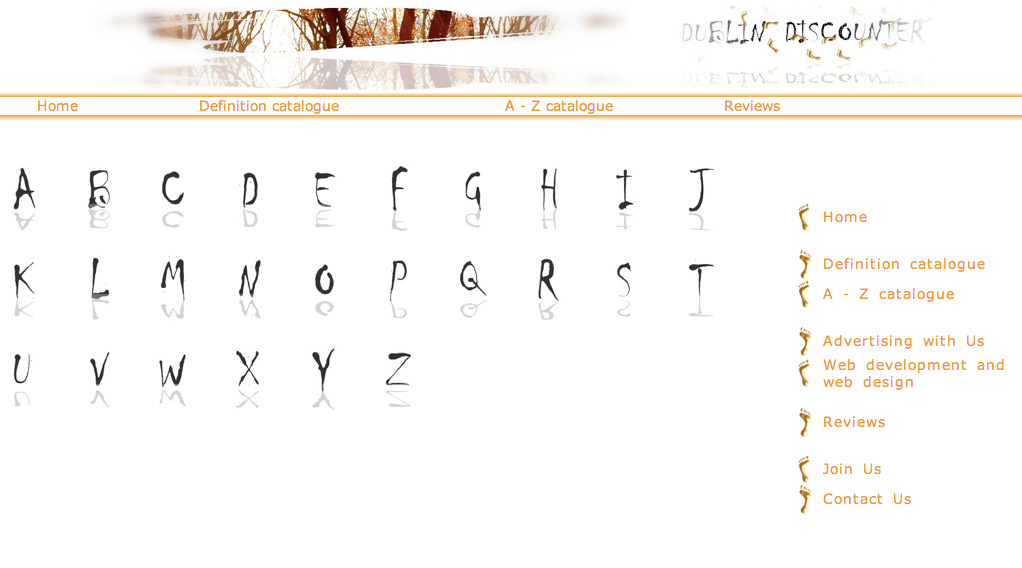 DUBLIN DISCOUNTER
Home Definition catalogue A - Z catalogue Reviews
A B C D E F G H I J
K L M N O P Q R S T
U V W X Y Z
Home
Definition catalogue
A - Z catalogue
Advertising with Us
Web development and
web design
Reviews
Join Us
Contact Us